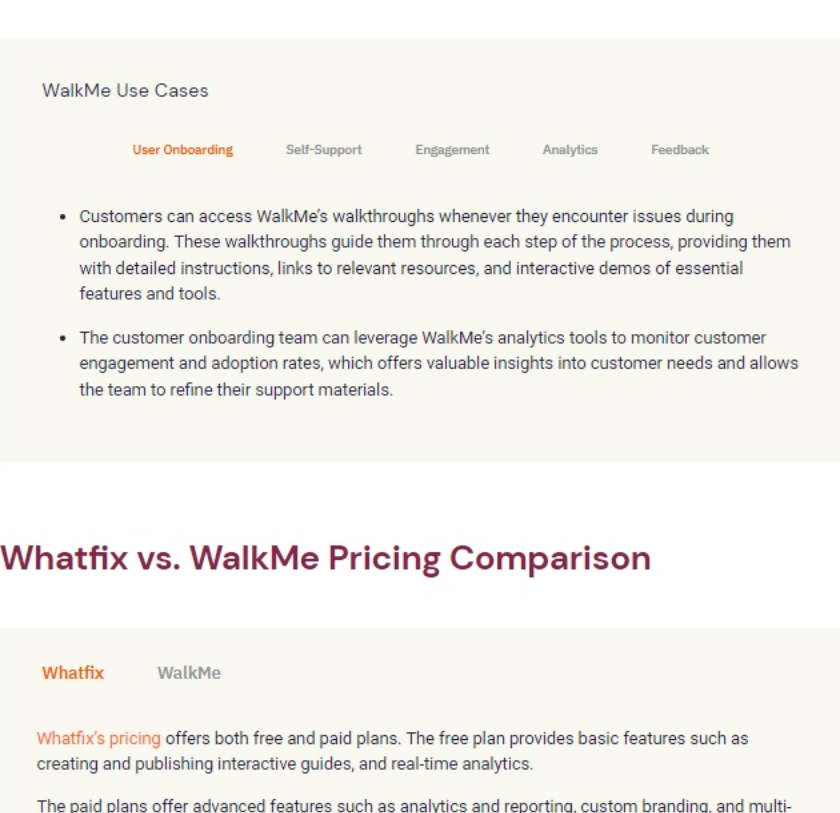 WalkMe Use Cases
User Onboarding Self-Support Engagement Analytics Feedback
• Customers can access WalkMe’s walkthroughs whenever they encounter issues during
onboarding. These walkthroughs guide them through each step of the process, providing them
with detailed instructions, links to relevant resources, and interactive demos of essential
features and tools.
• The customer onboarding team can leverage WalkMe’s analytics tools to monitor customer
engagement and adoption rates, which offers valuable insights into customer needs and allows
the team to refine their support materials.
Whatfix vs. WalkMe Pricing Comparison
Whatfix WalkMe
Whatfix’s pricing offers both free and paid plans. The free plan provides basic features such as
creating and publishing interactive guides, and real-time analytics.
The paid plans offer advanced features such as analytics and reporting, custom branding, and multi-